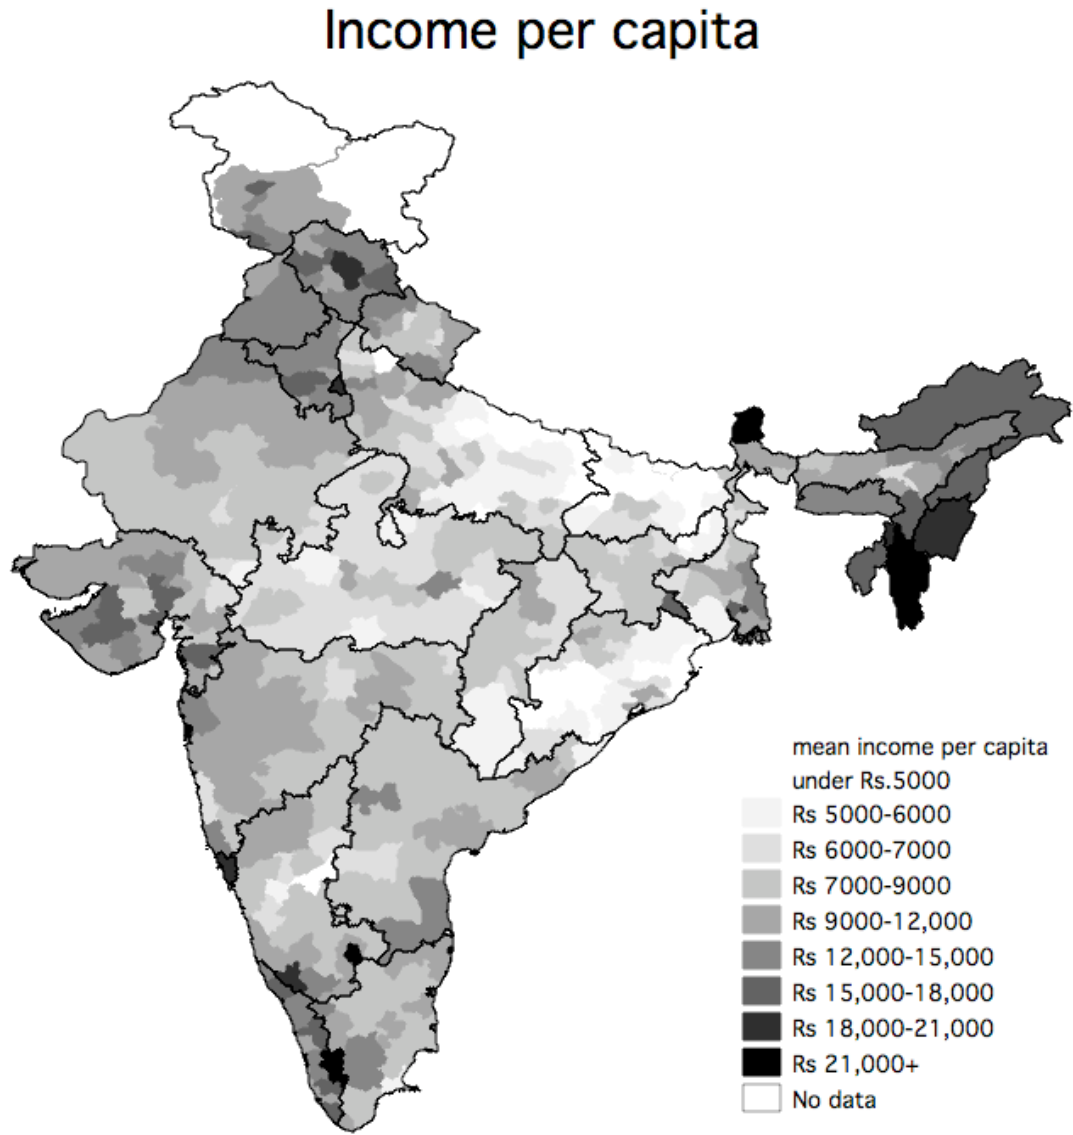 Income per capita
mean income per capita
under Rs.5000
Rs 5000-6000
Rs 6000-7000
Rs 7000-9000
Rs 9000-12,000
Rs 12,000-15,000
Rs 15,000-18,000
Rs 18,000-21,000
Rs 21,000+
No data